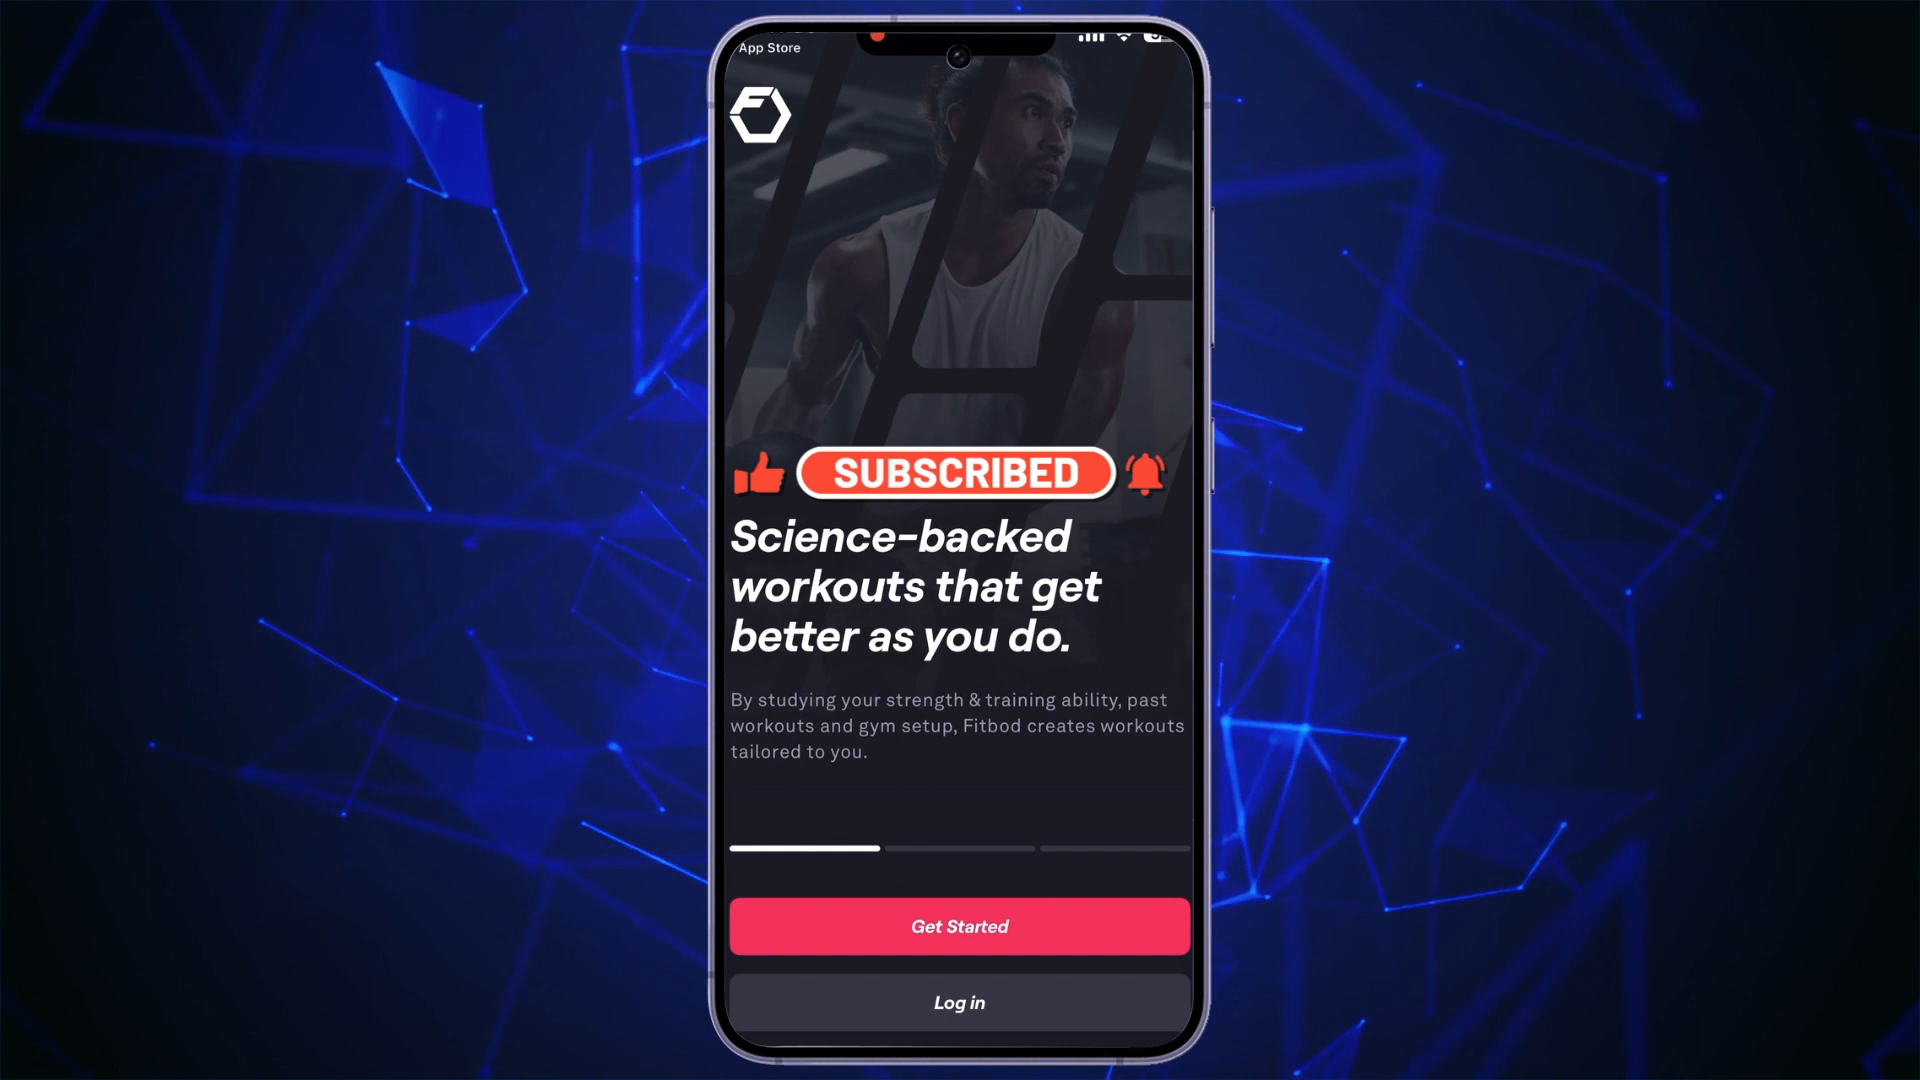 App Store
SUBSCRIBED
Science-backed
workouts that get
better as you do.
By studying your strength & training ability, past
workouts and gym setup, Fitbod creates workouts
tailored to you.
Get Started
Log in